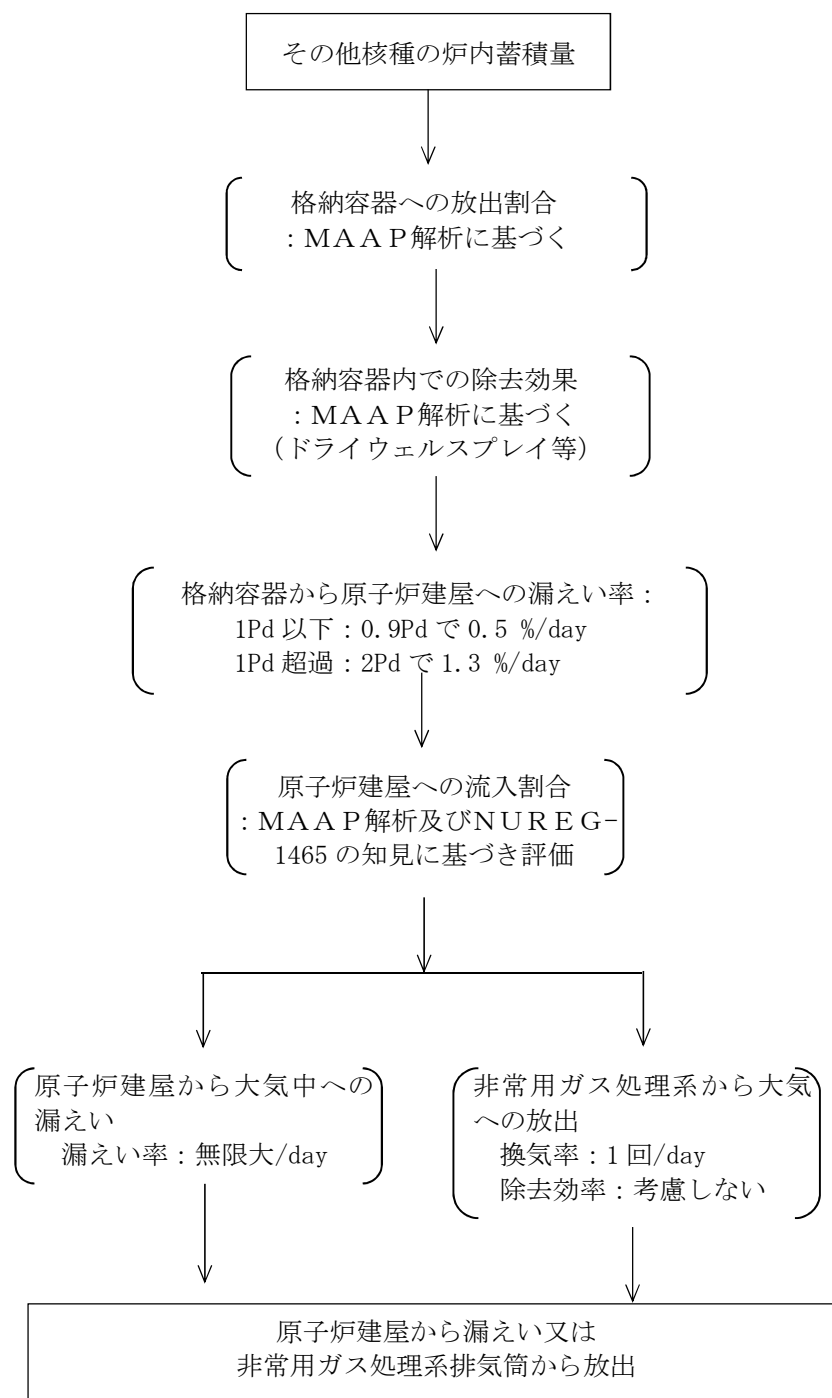 その他核種の炉内蓄積量
格納容器への放出割合
：ＭＡＡＰ解析に基づく
格納容器内での除去効果
：ＭＡＡＰ解析に基づく
（ドライウェルスプレイ等）
格納容器から原子炉建屋への漏えい率：
1Pd 以下：0.9Pd で 0.5 %/day
1Pd 超過：2Pd で 1.3 %/day
原子炉建屋への流入割合
：ＭＡＡＰ解析及びＮＵＲＥＧ-
1465 の知見に基づき評価
原子炉建屋から大気中への
漏えい
漏えい率：無限大/day
非常用ガス処理系から大気
への放出
換気率：1 回/day
除去効率：考慮しない
原子炉建屋から漏えい又は
非常用ガス処理系排気筒から放出